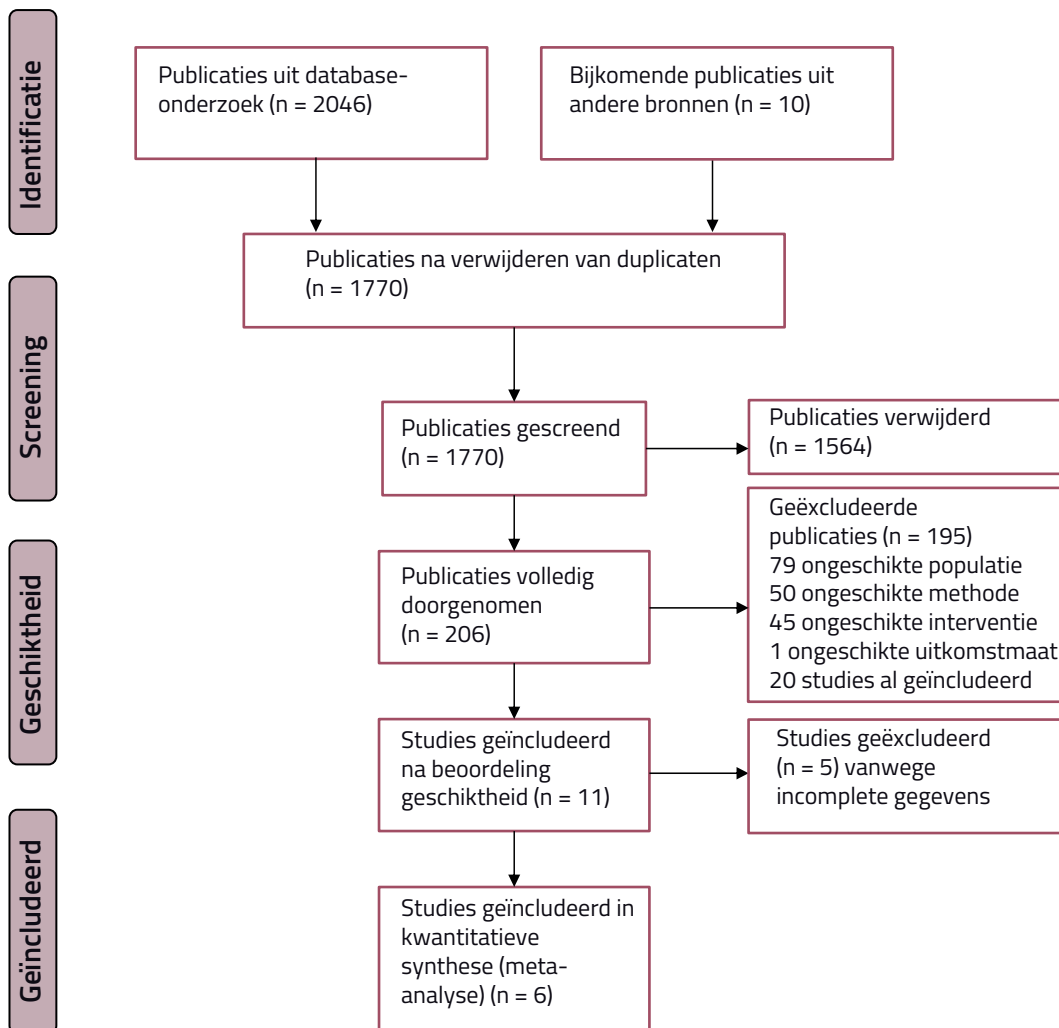 Identificatie
Publicaties uit database-
onderzoek (n = 2046)
Bijkomende publicaties uit
andere bronnen (n = 10)
Publicaties na verwijderen van duplicaten
(n = 1770)
Screening
Publicaties gescreend
(n = 1770)
Publicaties verwijderd
(n = 1564)
Geschiktheid
Publicaties volledig
doorgenomen
(n = 206)
Geëxcludeerde
publicaties (n = 195)
79 ongeschikte populatie
50 ongeschikte methode
45 ongeschikte interventie
1 ongeschikte uitkomstmaat
20 studies al geïncludeerd
Studies geïncludeerd
na beoordeling
geschiktheid (n = 11)
Studies geëxcludeerd
(n = 5) vanwege
incomplete gegevens
Geïncludeerd
Studies geïncludeerd in
kwantitatieve
synthese (meta-
analyse) (n = 6)